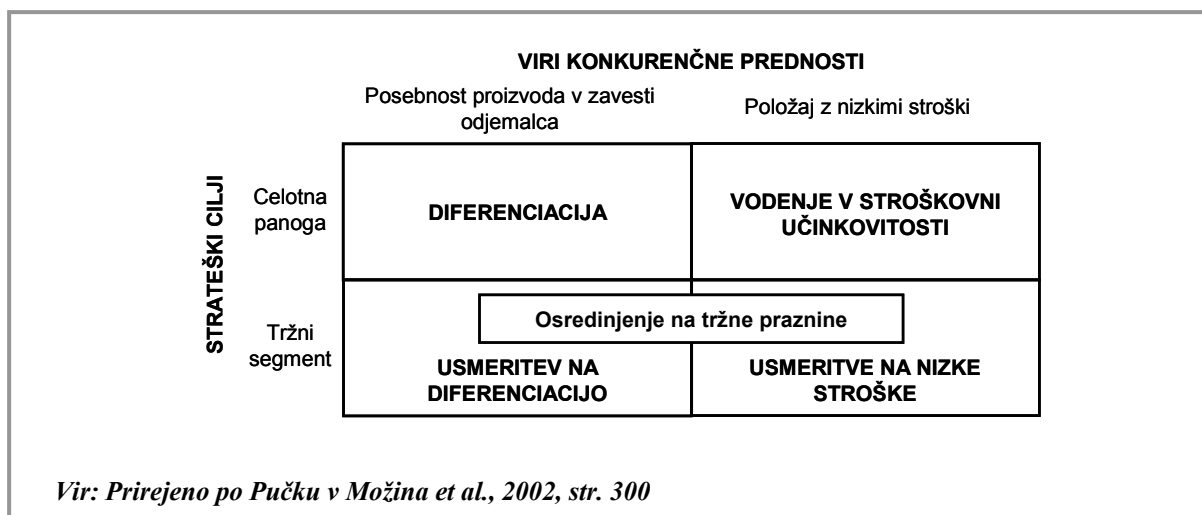 VIRI KONKURENČNE PREDNOSTI
Posebnost proizvoda v zavesti
odjemalca
Položaj z nizkimi stroški
STRATEŠKI CILJI
Celotna
panoga
DIFERENCIACIJA
VODENJE V STROŠKOVNI
UČINKOVITOSTI
Tržni
segment
Osredinjenje na tržne praznine
USMERITEV NA
DIFERENCIACIJO
USMERITVE NA NIZKE
STROŠKE
Vir: Prirejeno po Pučku v Možina et al., 2002, str. 300